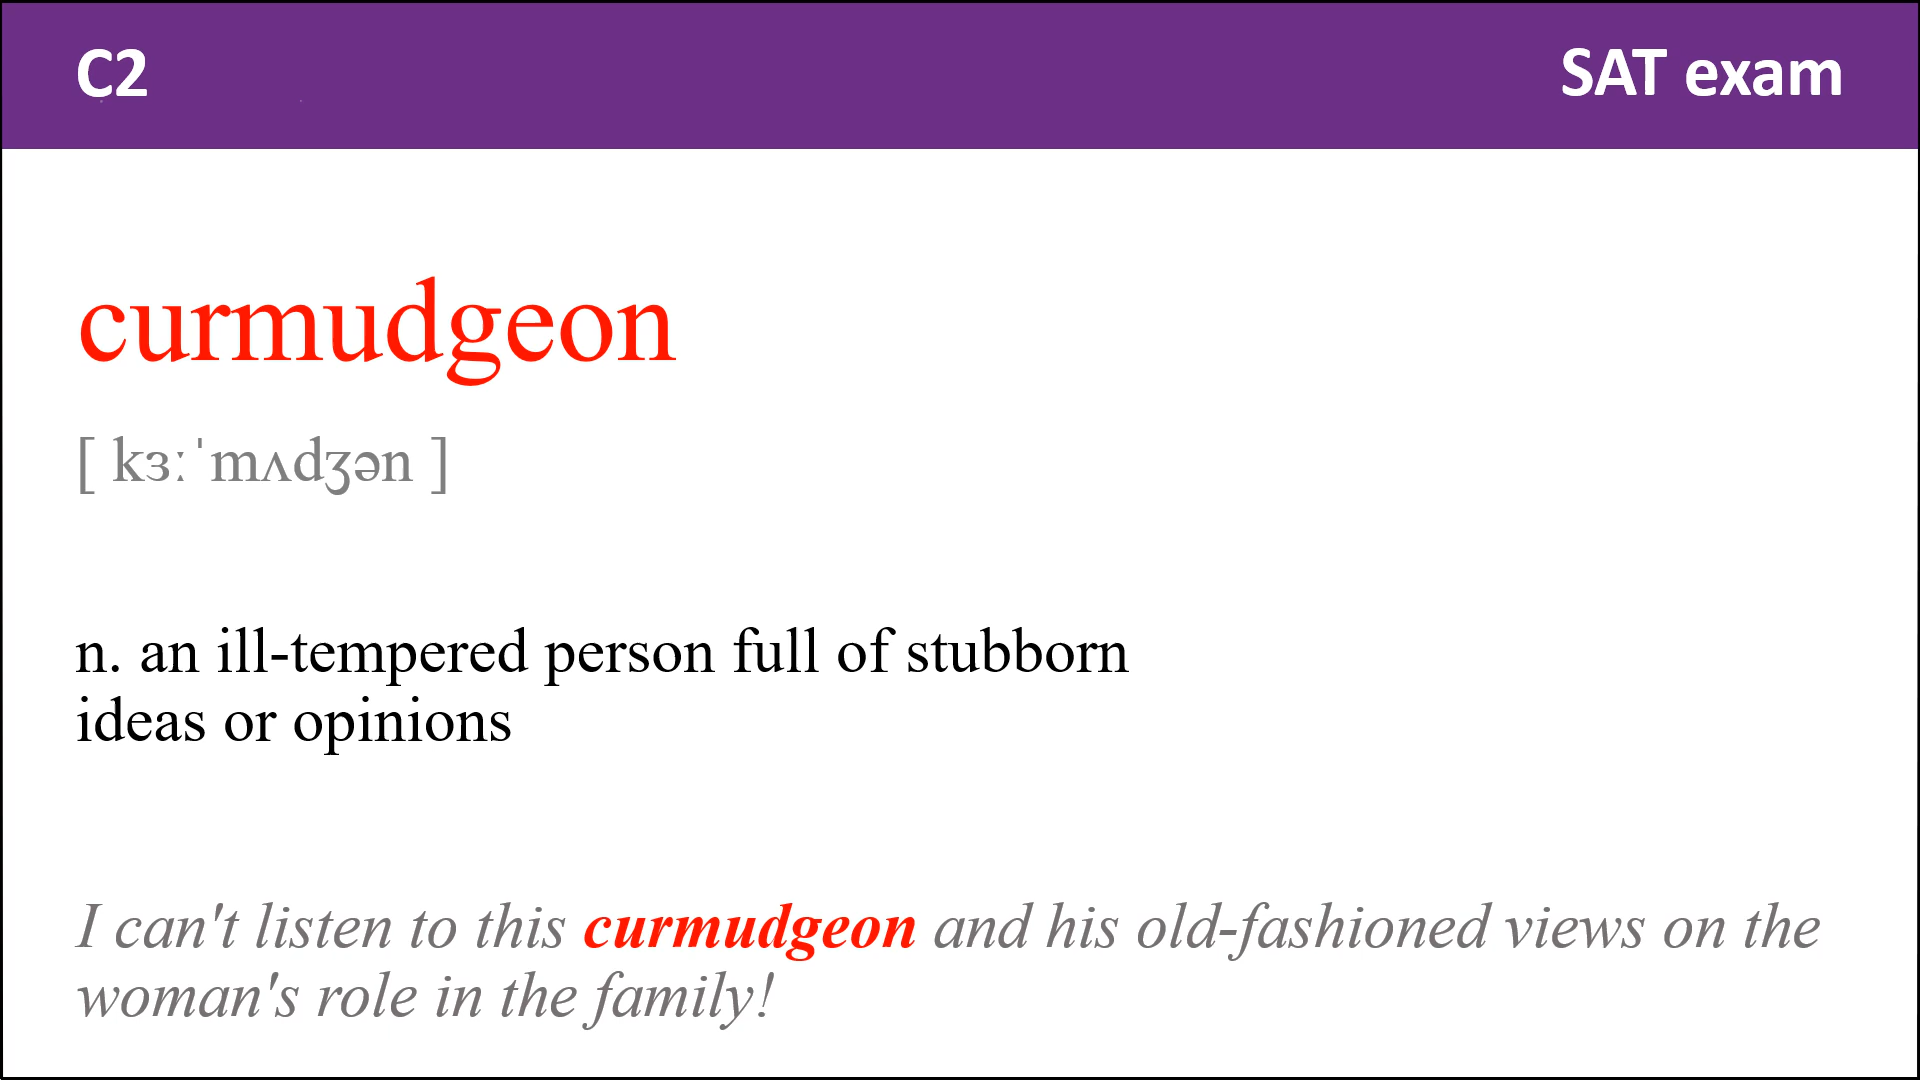 C2
SAT exam
curmudgeon
[ kɜːˈmʌdʒən ]
n. an ill-tempered person full of stubborn
ideas or opinions
I can't listen to this curmudgeon and his old-fashioned views on the
woman's role in the family!